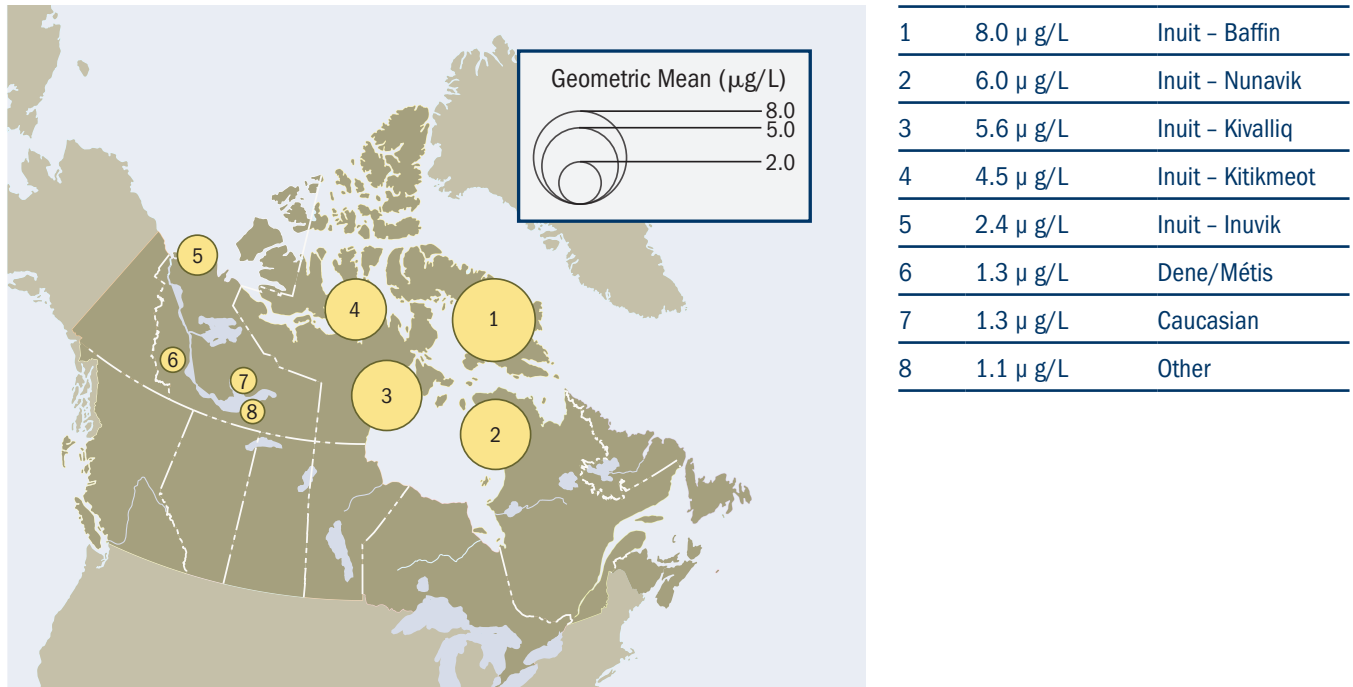 Geometric Mean (µg/L)
8.0
5.0
2.0
5
4
1
6
7
3
8
2
1 8.0 µ g/L Inuit – Baffin
2 6.0 µ g/L Inuit – Nunavik
3 5.6 µ g/L Inuit – Kivalliq
4 4.5 µ g/L Inuit – Kitikmeot
5 2.4 µ g/L Inuit – Inuvik
6 1.3 µ g/L Dene/Métis
7 1.3 µ g/L Caucasian
8 1.1 µ g/L Other